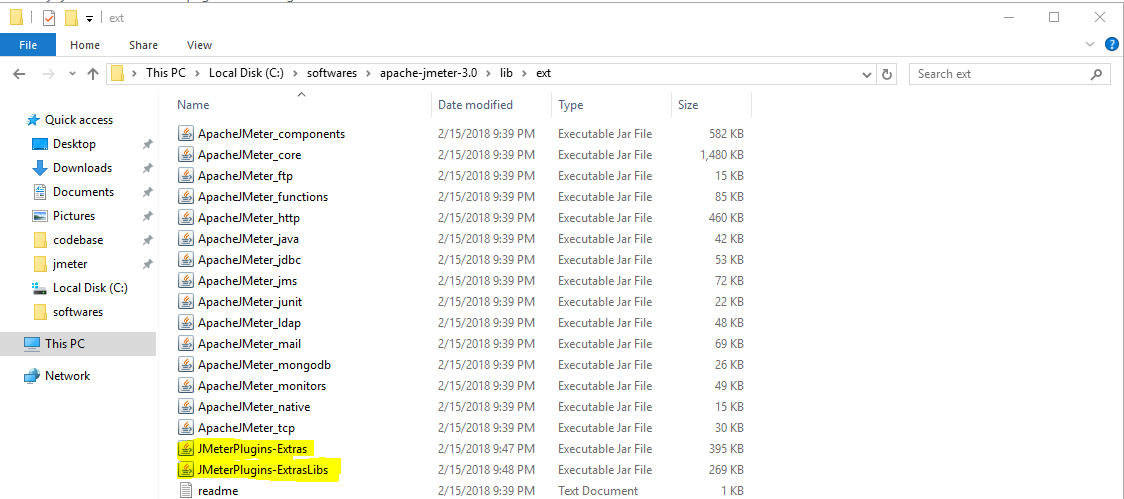 ext
File Home Share View
This PC Local Disk (C:) softwares apache-jmeter-3.0 lib ext Search ext
Name Date modified Type Size
Quick access
Desktop
Downloads
Documents
Pictures
codebase
jmeter
Local Disk (C:)
softwares
This PC
Network
ApacheJMeter_components 2/15/2018 9:39 PM Executable Jar File 582 KB
ApacheJMeter_core 2/15/2018 9:39 PM Executable Jar File 1,480 KB
ApacheJMeter_ftp 2/15/2018 9:39 PM Executable Jar File 15 KB
ApacheJMeter_functions 2/15/2018 9:39 PM Executable Jar File 85 KB
ApacheJMeter_http 2/15/2018 9:39 PM Executable Jar File 460 KB
ApacheJMeter_java 2/15/2018 9:39 PM Executable Jar File 42 KB
ApacheJMeter_jdbc 2/15/2018 9:39 PM Executable Jar File 53 KB
ApacheJMeter_jms 2/15/2018 9:39 PM Executable Jar File 72 KB
ApacheJMeter_junit 2/15/2018 9:39 PM Executable Jar File 22 KB
ApacheJMeter_ldap 2/15/2018 9:39 PM Executable Jar File 48 KB
ApacheJMeter_mail 2/15/2018 9:39 PM Executable Jar File 69 KB
ApacheJMeter_mongodb 2/15/2018 9:39 PM Executable Jar File 26 KB
ApacheJMeter_monitors 2/15/2018 9:39 PM Executable Jar File 49 KB
ApacheJMeter_native 2/15/2018 9:39 PM Executable Jar File 15 KB
ApacheJMeter_tcp 2/15/2018 9:39 PM Executable Jar File 30 KB
JMeterPlugins-Extras 2/15/2018 9:47 PM Executable Jar File 395 KB
JMeterPlugins-ExtrasLibs 2/15/2018 9:48 PM Executable Jar File 269 KB
readme 2/15/2018 9:39 PM Text Document 1 KB